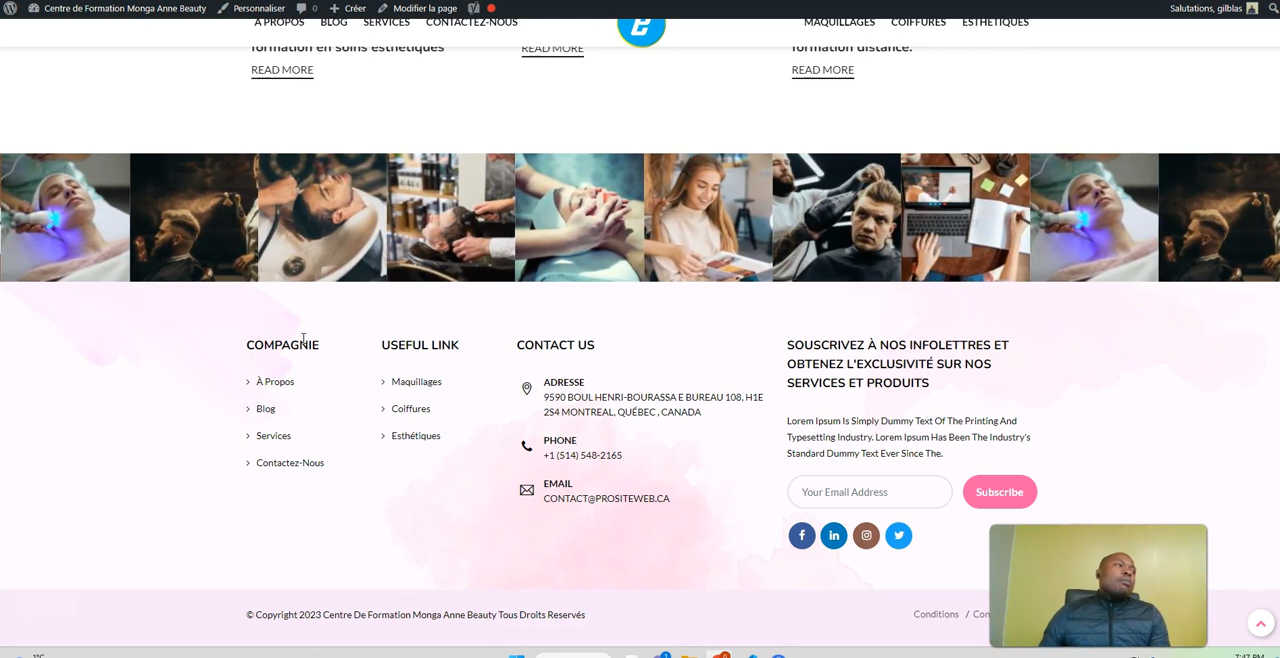 Centre de Formation Monga Anne Beauty Personnaliser 0 Créer Modifier la page Salutations, gilblas
À PROPOS BLOG SERVICES CONTACTEZ-NOUS MAQUILLAGES COIFFURES ESTHÉTIQUES
formation en soins esthétiques
READ MORE
READ MORE
formation distance.
READ MORE
COMPAGNIE
À Propos
Blog
Services
Contactez-Nous
USEFUL LINK
Maquillages
Coiffures
Esthétiques
CONTACT US
ADRESSE
9590 BOUL HENRI-BOURASSA E BUREAU 108, H1E
2S4 MONTREAL, QUÉBEC , CANADA
PHONE
+1 (514) 548-2165
EMAIL
CONTACT@PROSITEWEB.CA
SOUSCRIVEZ À NOS INFOLETTRES ET
OBTENEZ L'EXCLUSIVITÉ SUR NOS
SERVICES ET PRODUITS
Lorem Ipsum Is Simply Dummy Text Of The Printing And
Typesetting Industry. Lorem Ipsum Has Been The Industry's
Standard Dummy Text Ever Since The.
Your Email Address
Subscribe
© Copyright 2023 Centre De Formation Monga Anne Beauty Tous Droits Reservés
Conditions /
1°C
7:47 PM